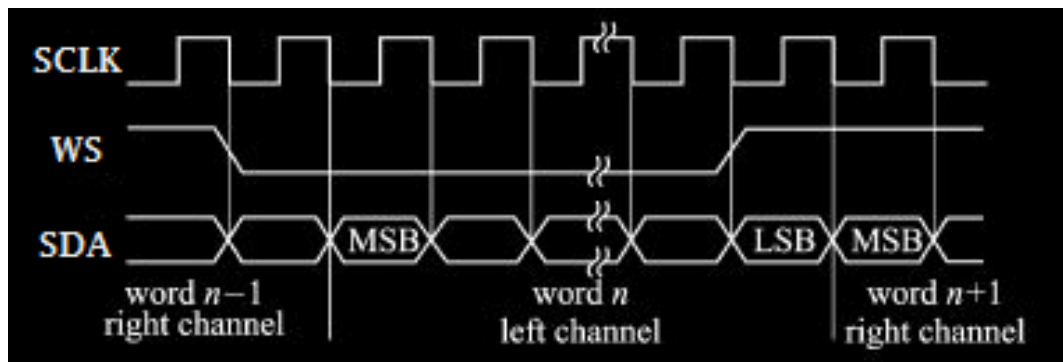 SCLK
WS
SDA
MSB
LSB
MSB
word n−1
right channel
word n
left channel
word n+1
right channel